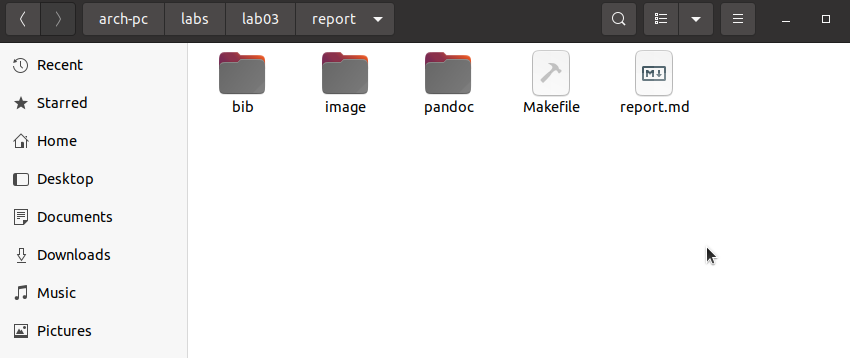 arch-pc labs lab03 report
Recent
Starred
Home
Desktop
Documents
Downloads
Music
Pictures
bib image pandoc Makefile report.md
M